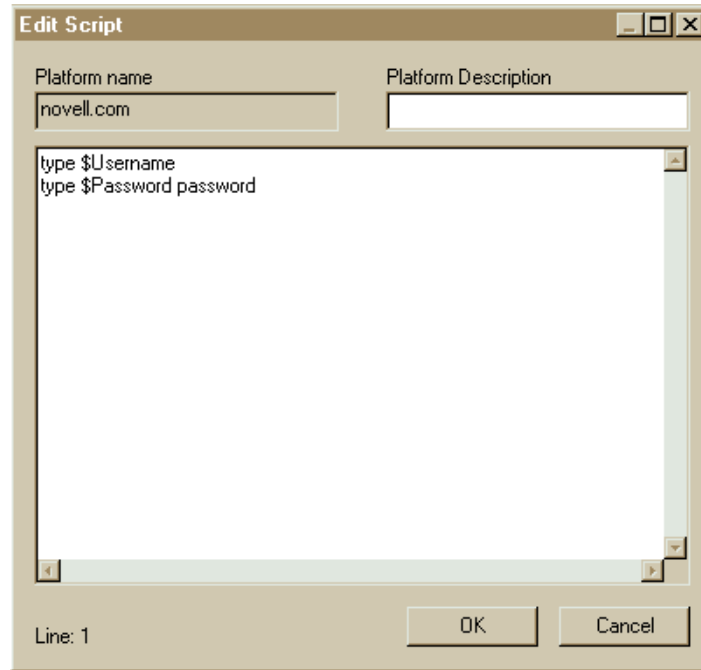 Edit Script
Platform name
Platform Description
novell.com
type $Username
type $Password password
Line: 1
OK
Cancel